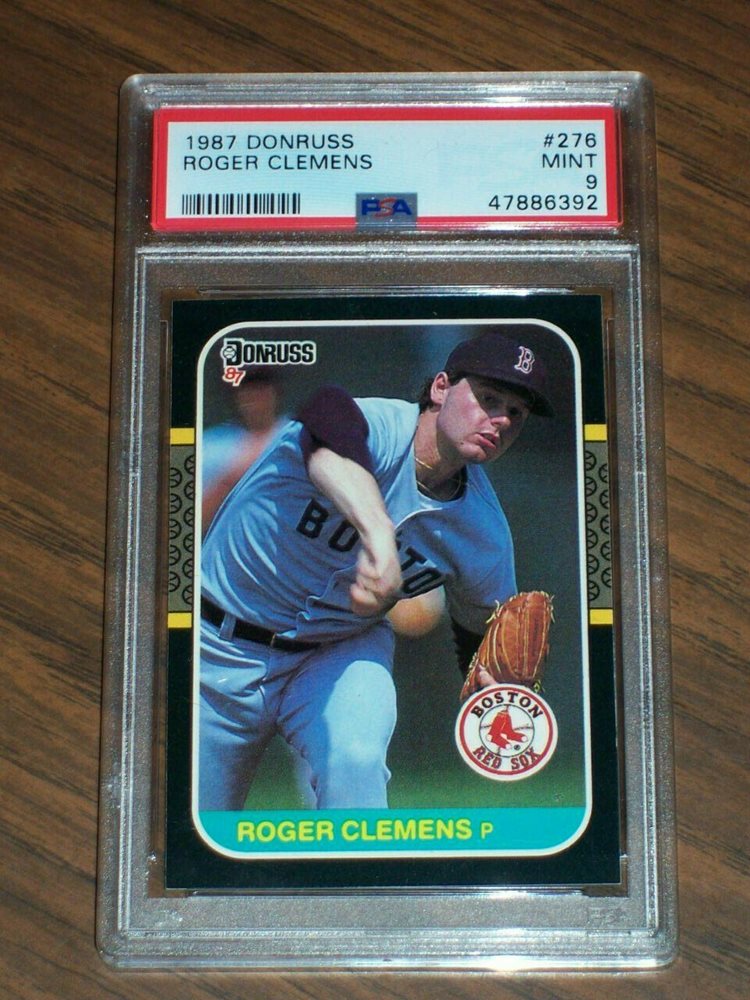 1987 DONRUSS #276
ROGER CLEMENS MINT
9
PSA 47886392
DONRUSS
'87
B
BOSTON
BOSTON
RED SOX
ROGER CLEMENS P